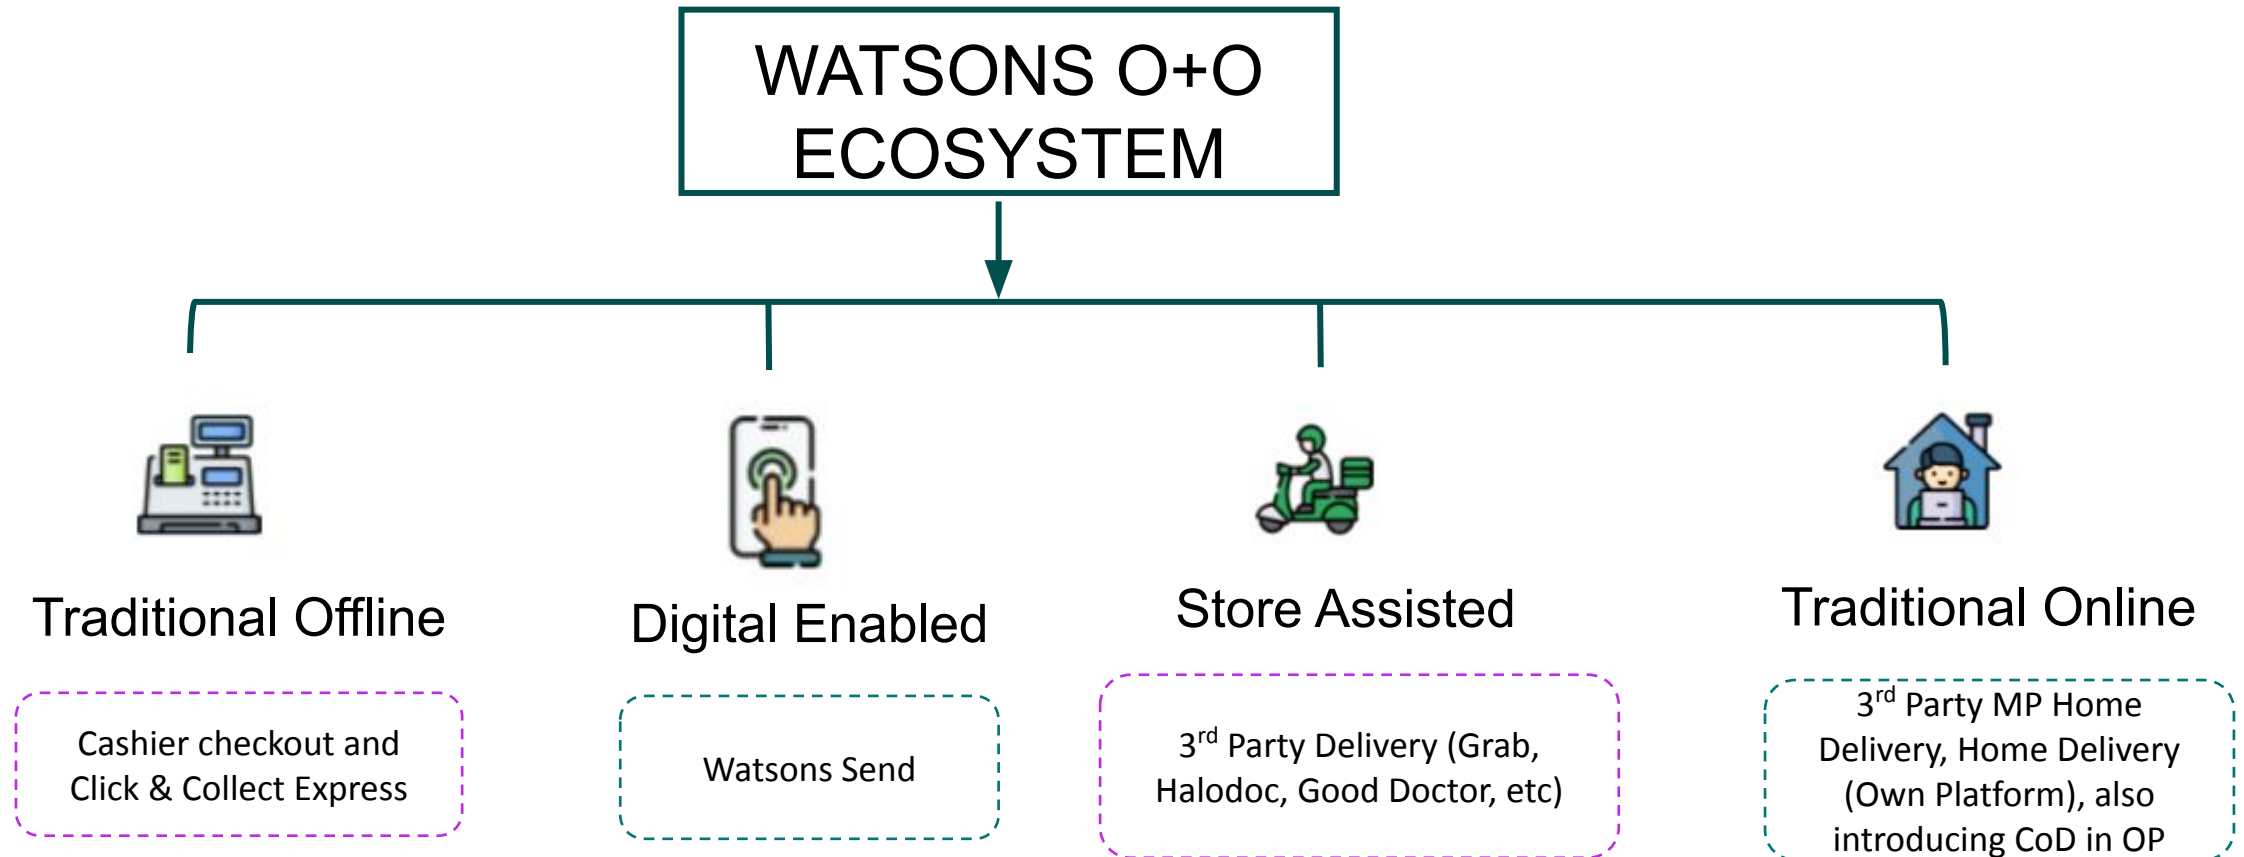 WATSONS O+O
ECOSYSTEM
Traditional Offline
Digital Enabled
Store Assisted
Traditional Online
Cashier checkout and
Click & Collect Express
Watsons Send
3rd Party Delivery (Grab,
Halodoc, Good Doctor, etc)
3rd Party MP Home
Delivery, Home Delivery
(Own Platform), also
introducing CoD in OP